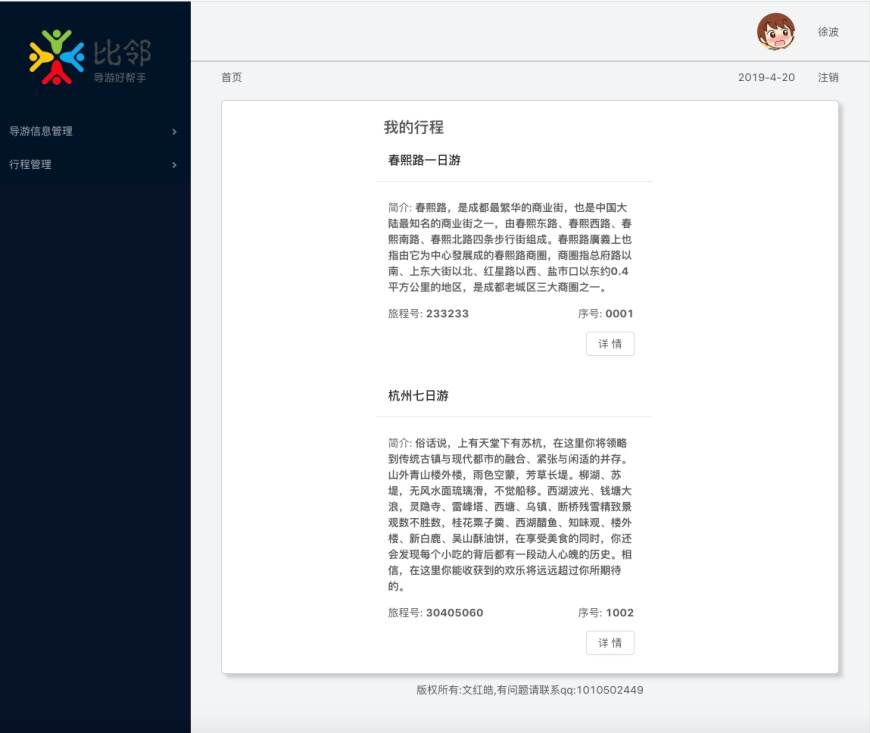 比邻
导游好帮手
徐波
首页
2019-4-20 注销
导游信息管理
行程管理
我的行程
春熙路一日游
简介: 春熙路，是成都最繁华的商业街，也是中国大
陆最知名的商业街之一，由春熙东路、春熙西路、春
熙南路、春熙北路四条步行街组成。春熙路廣義上也
指由它为中心發展成的春熙路商圈，商圈指总府路以
南、上东大街以北、红星路以西、盐市口以东约0.4
平方公里的地区，是成都老城区三大商圈之一。
旅程号: 233233 序号: 0001
详 情
杭州七日游
简介: 俗话说，上有天堂下有苏杭，在这里你将领略
到传统古镇与现代都市的融合、紧张与闲适的并存。
山外青山楼外楼，雨色空蒙，芳草长堤。柳湖、苏
堤，无风水面琉璃滑，不觉船移。西湖波光、钱塘大
浪，灵隐寺、雷峰塔、西塘、乌镇、断桥残雪精致景
观数不胜数，桂花栗子羹、西湖醋鱼、知味观、楼外
楼、新白鹿、吴山酥油饼，在享受美食的同时，你还
会发现每个小吃的背后都有一段动人心魄的历史。相
信，在这里你能收获到的欢乐将远远超过你所期待
的。
旅程号: 30405060 序号: 1002
详 情
版权所有:文红皓,有问题请联系qq:1010502449